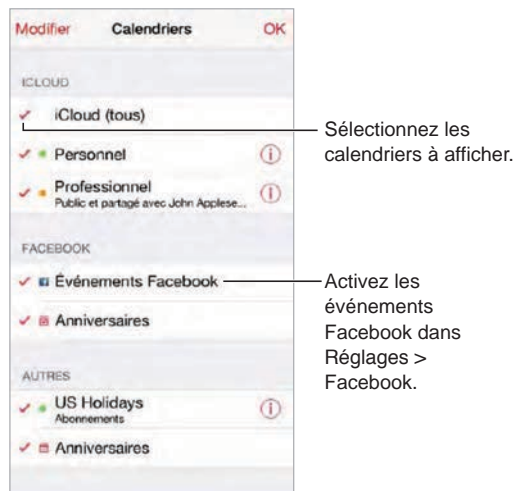 Modifier Calendriers OK
ICLOUD
iCloud (tous)
Personnel
Professionnel
Public et partagé avec John Applese...
FACEBOOK
Événements Facebook
Anniversaires
AUTRES
US Holidays
Abonnements
Anniversaires
Sélectionnez les
calendriers à afficher.
Activez les
événements
Facebook dans
Réglages >
Facebook.